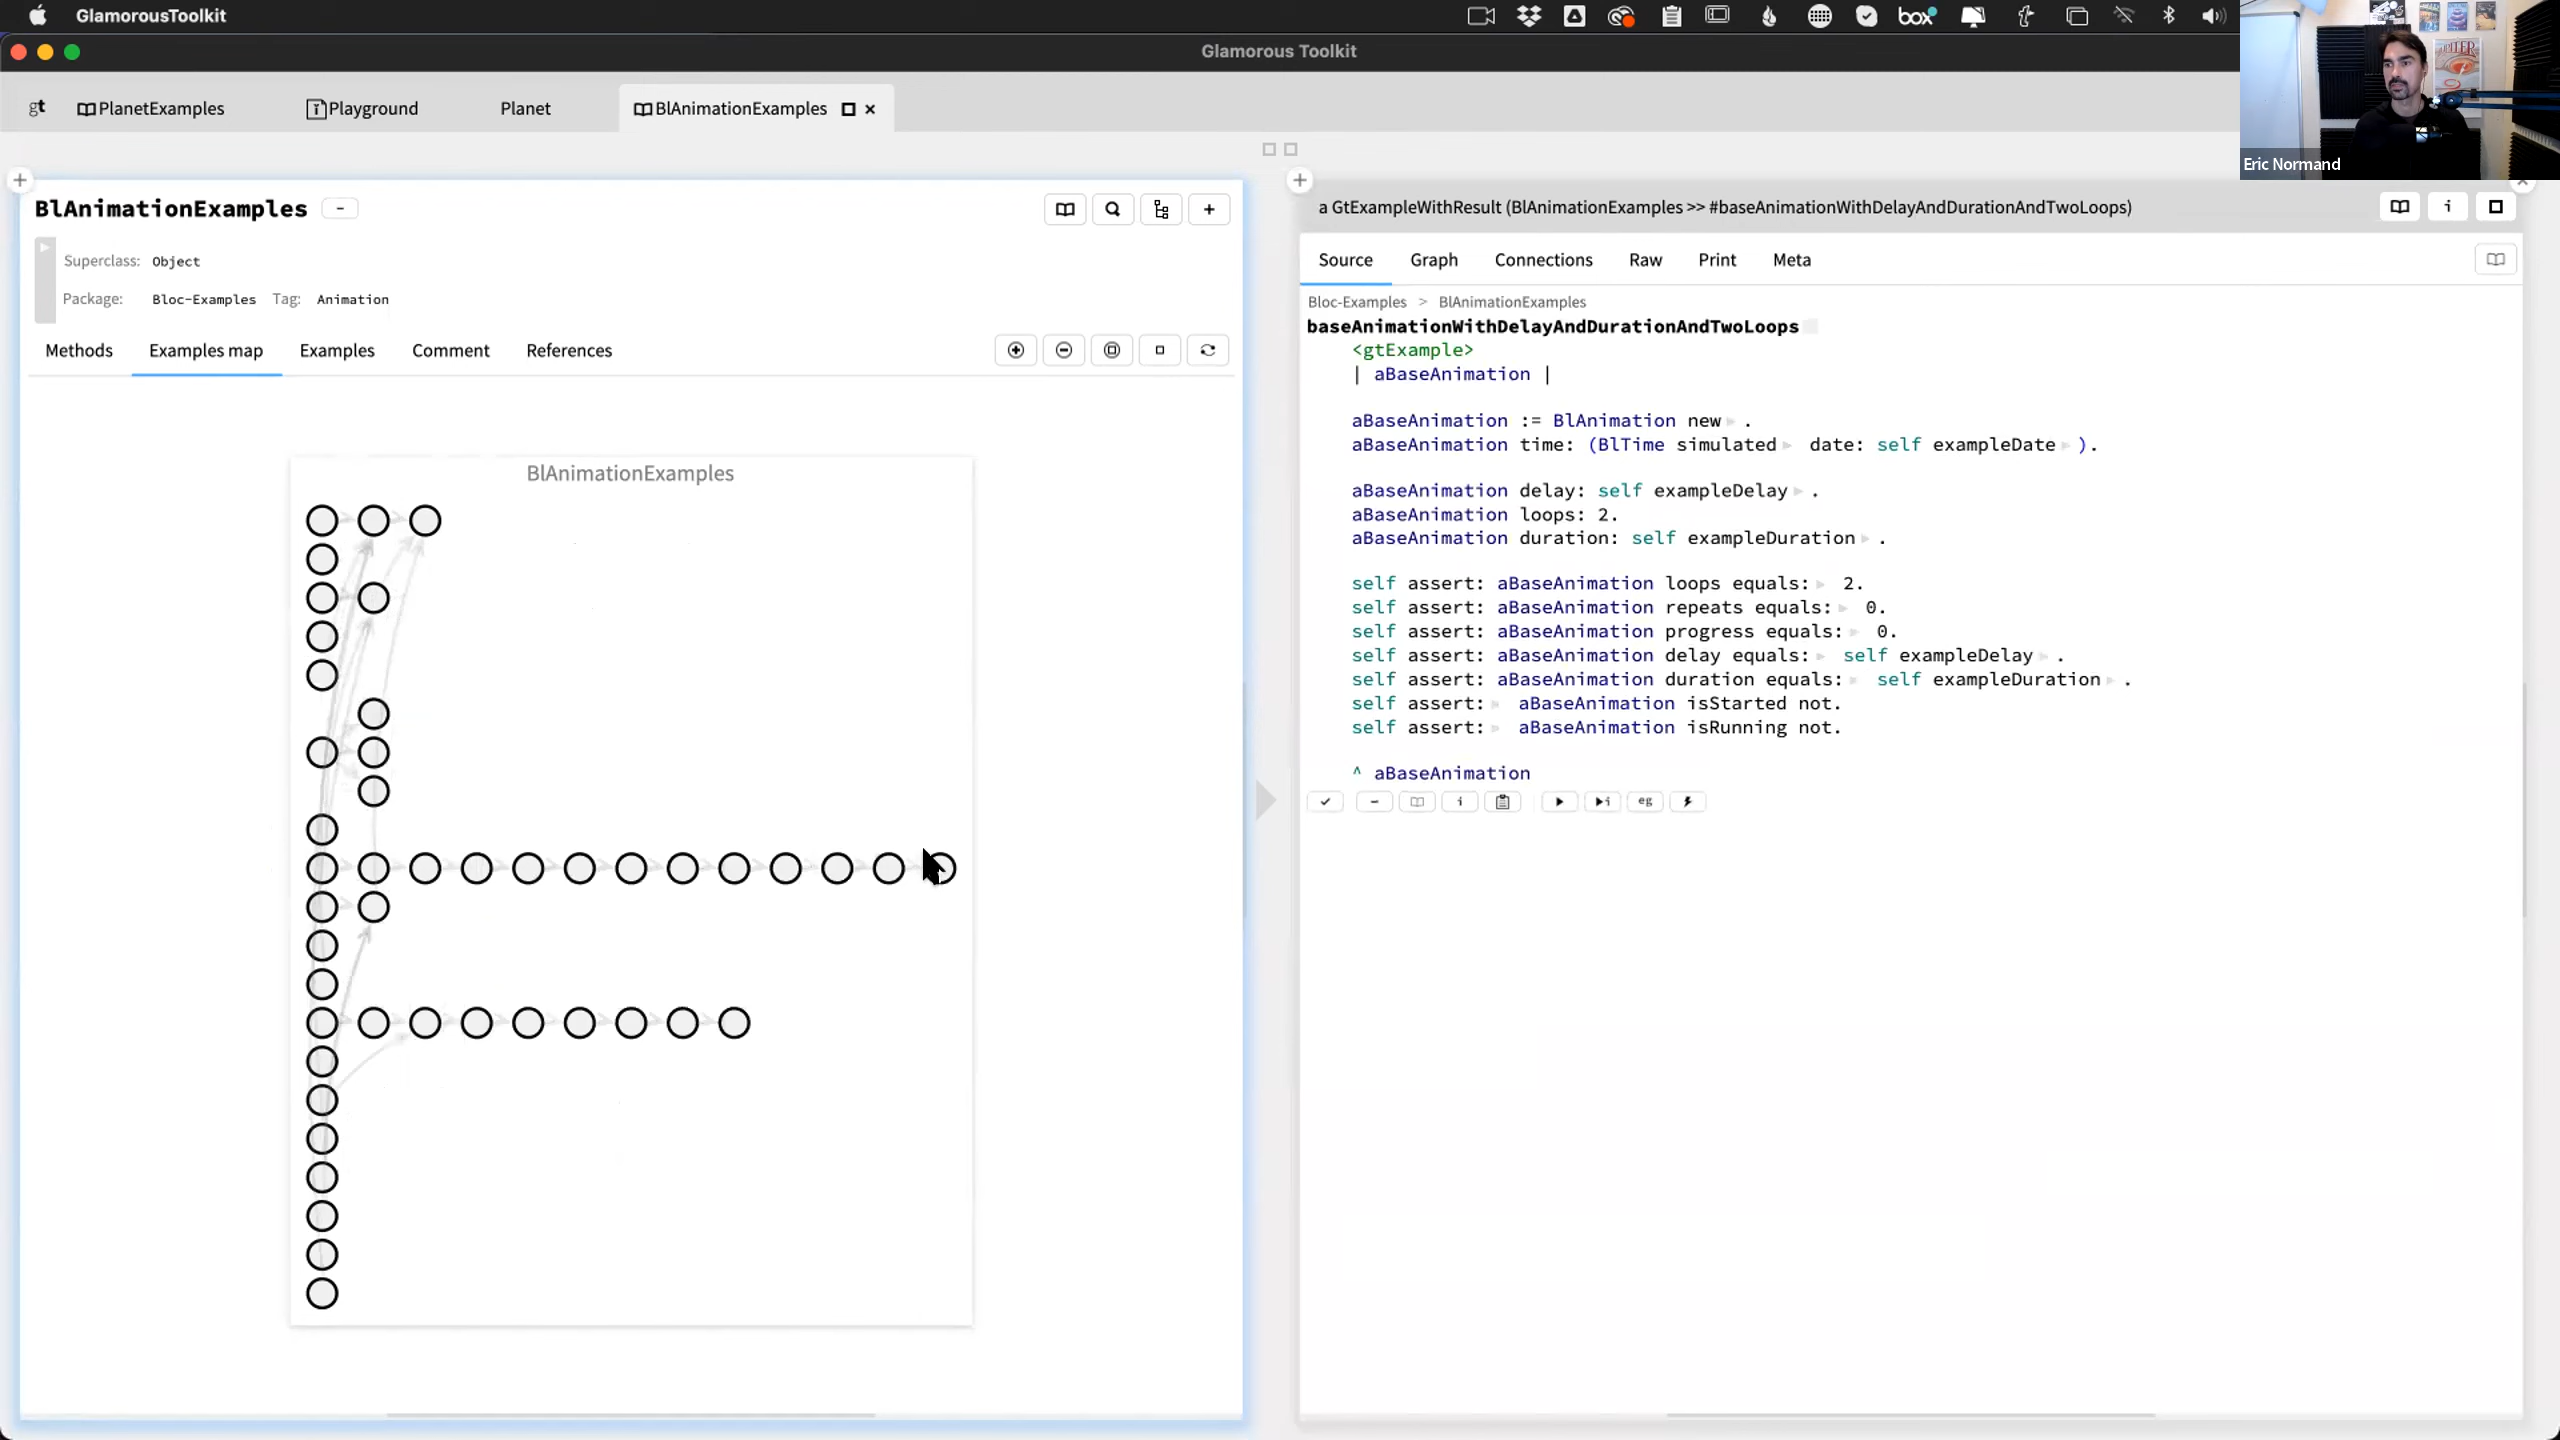 GlamorousToolkit
box
Glamorous Toolkit
gt
PlanetExamples
Playground
Planet
BlAnimationExamples
Eric Normand
BlAnimationExamples
Superclass: Object
Package: Bloc-Examples Tag: Animation
Methods
Examples map
Examples
Comment
References
BlAnimationExamples
a GtExampleWithResult (BlAnimationExamples >> #baseAnimationWithDelayAndDurationAndTwoLoops)
i
Source
Graph
Connections
Raw
Print
Meta
Bloc-Examples > BlAnimationExamples
baseAnimationWithDelayAndDurationAndTwoLoops
<gtExample>
| aBaseAnimation |
aBaseAnimation := BlAnimation new .
aBaseAnimation time: (BlTime simulated date: self exampleDate ).
aBaseAnimation delay: self exampleDelay .
aBaseAnimation loops: 2.
aBaseAnimation duration: self exampleDuration .
self assert: aBaseAnimation loops equals: 2.
self assert: aBaseAnimation repeats equals: 0.
self assert: aBaseAnimation progress equals: 0.
self assert: aBaseAnimation delay equals: self exampleDelay .
self assert: aBaseAnimation duration equals: self exampleDuration .
self assert: aBaseAnimation isStarted not.
self assert: aBaseAnimation isRunning not.
^ aBaseAnimation
i
i
eg